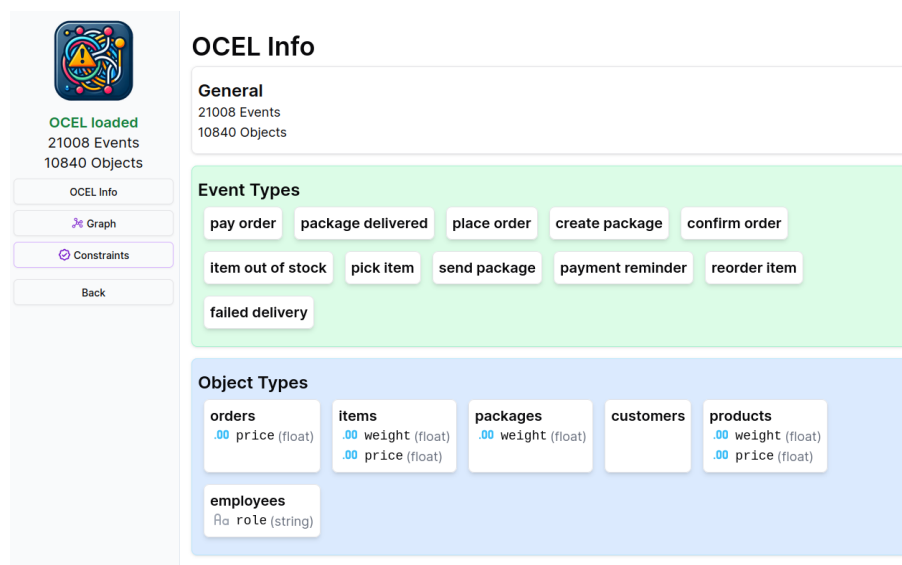 OCEL loaded
21008 Events
10840 Objects
OCEL Info
Graph
Constraints
Back
OCEL Info
General
21008 Events
10840 Objects
Event Types
pay order package delivered place order create package confirm order
item out of stock pick item send package payment reminder reorder item
failed delivery
Object Types
orders items packages customers products
.00 price (float) .00 weight (float) .00 weight (float) .00 weight (float)
.00 price (float) .00 price (float)
employees
Aa role (string)